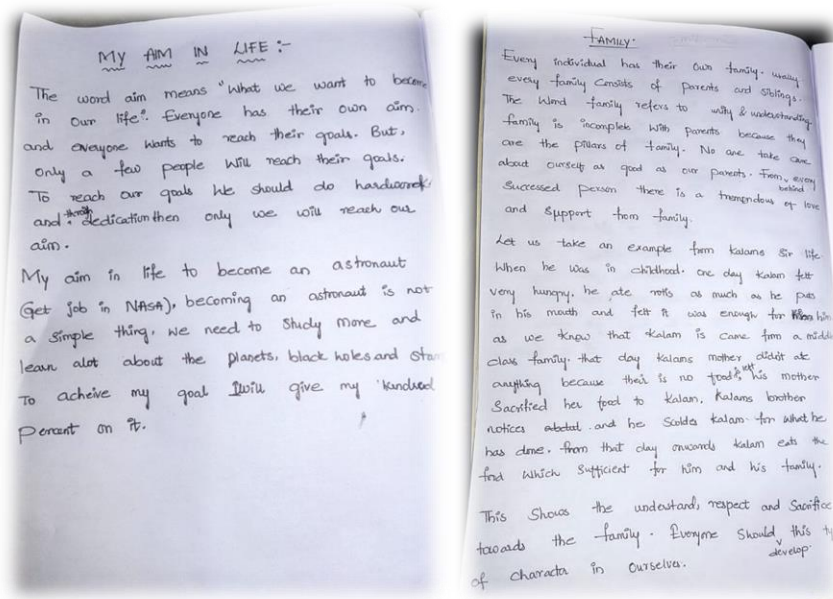 MY AIM IN LIFE :-
The word aim means "What we want to become
in our life". Everyone has their own aim.
and everyone wants to reach their goals. But,
only a few people will reach their goals.
To reach our goals we should do hardwork
and through dedication then only we will reach our
aim.
My aim in life to become an astronaut
(Get job in NASA), becoming an astronaut is not
a simple thing. we need to study more and
learn alot about the planets, black holes and
To acheive my goal I will give my hundred
percent on it.
FAMILY.
Every individual has their own family.
every family consists of parents and siblings.
The word family refers to unity & understanding
family is incomplete with parents because they
are the pillars of family. No one take care
about ourself as good as our parents. From behind every
Successed person there is a tremendous of love
and support from family.
Let us take an example from Kalams Sir life
When he was in childhood. one day Kalam felt
very hungry. he ate rotis as much as he puts
in his mouth and felt it was enough for him
as we know that Kalam is came from a middle
class family. that day Kalams mother didn't ate
anything because their is no food, his mother
Sacrified her food to Kalam. Kalams brother
notices and he scolds Kalam for what he
has done. from that day onwards Kalam eats the
which sufficient for him and his family.
This shows the understand, respect and Sacrifice
towards the family. Everyone should develop this
of character in ourselves.